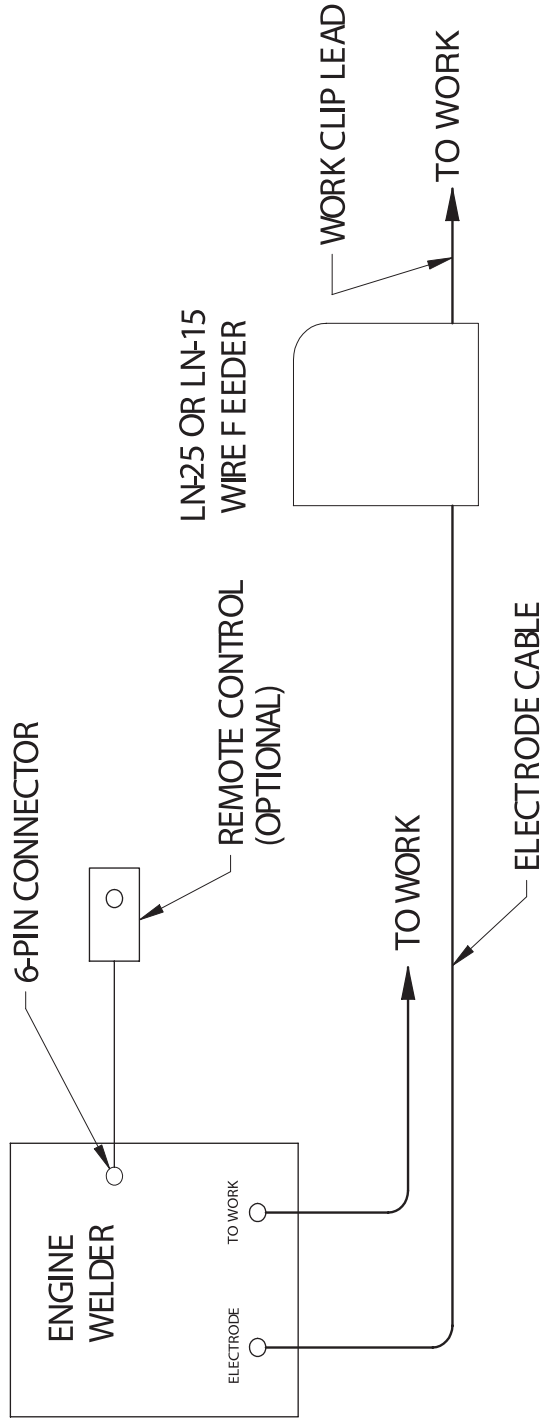 6-PIN CONNECTOR
ENGINE
WELDER
REMOTE CONTROL
(OPTIONAL)
TO WORK
ELECTRODE
LN-25 OR LN-15
WIRE F EEDER
WORK CLIP LEAD
TO WORK
TO WORK
ELECTRODE CABLE